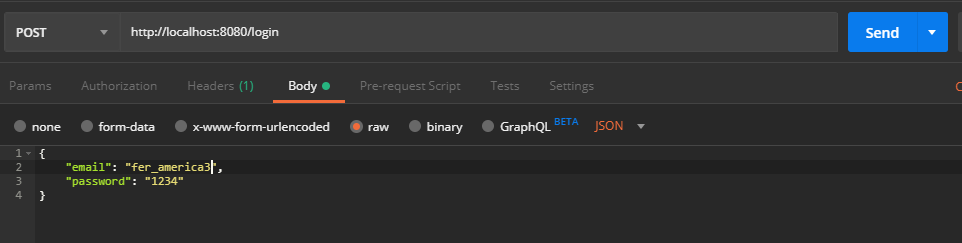 POST http://localhost:8080/login Send
Params Authorization Headers (1) Body Pre-request Script Tests Settings
none form-data x-www-form-urlencoded raw binary GraphQL BETA JSON
1 {
2 "email": "fer_america3",
3 "password": "1234"
4 }